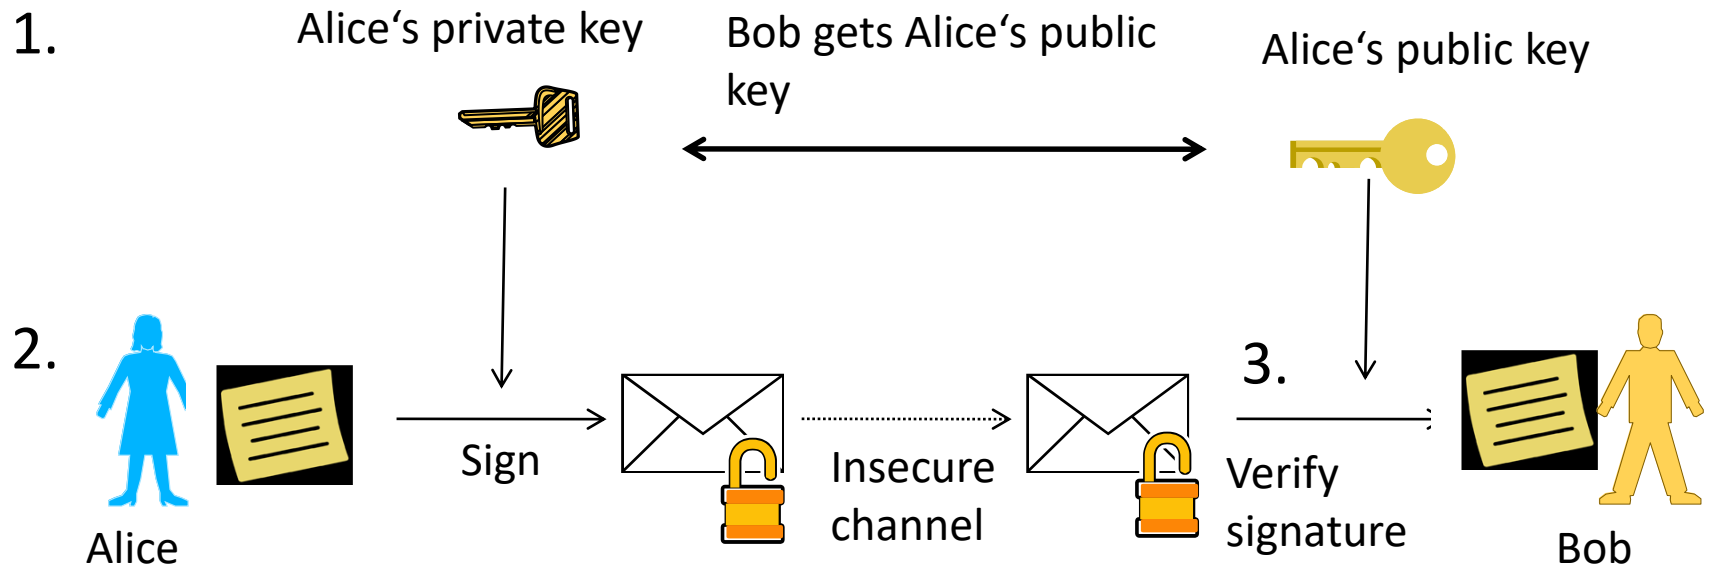 1.
Alice‘s private key
Bob gets Alice‘s public
key
Alice‘s public key
2.
3.
Sign
Insecure
channel
Verify
signature
Alice
Bob